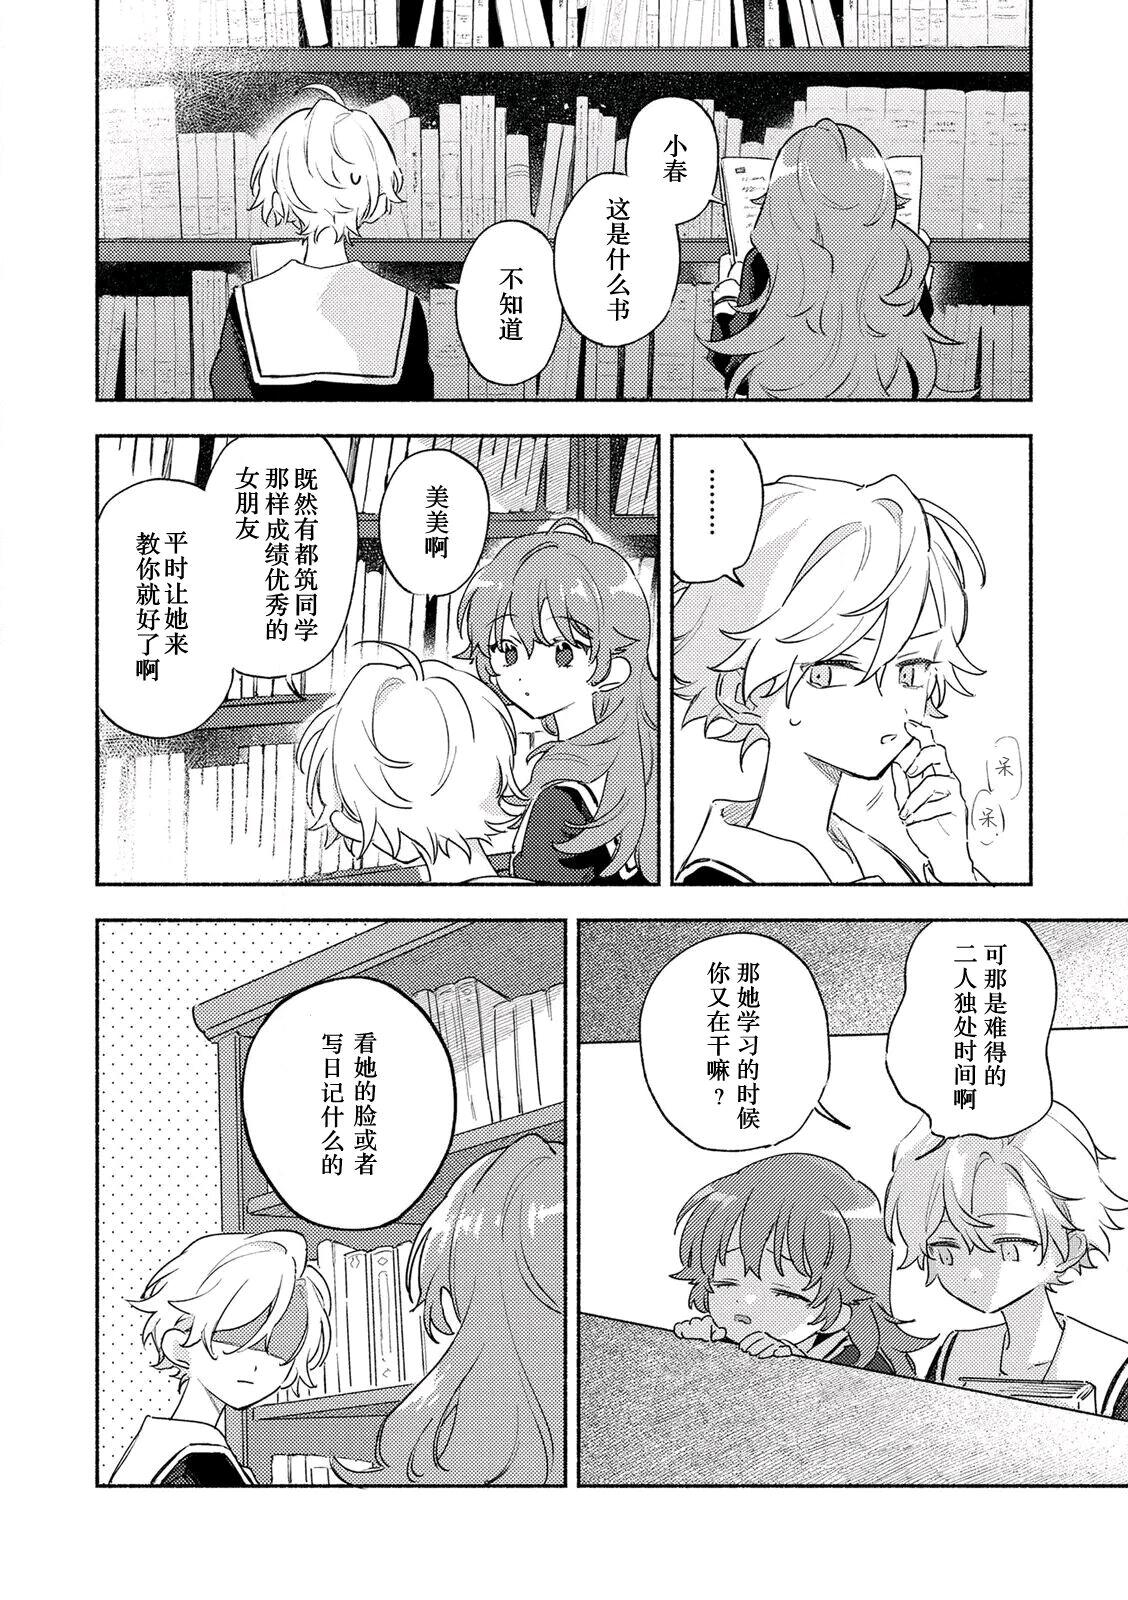 小春
这是什么书
不知道
………
呆
呆
美美啊
既然有都筑同学
那样成绩优秀的
女朋友
平时让她来
教你就好了啊
可那是难得的
二人独处时间啊
那她学习的时候
你又在干嘛？
看她的脸或者
写日记什么的